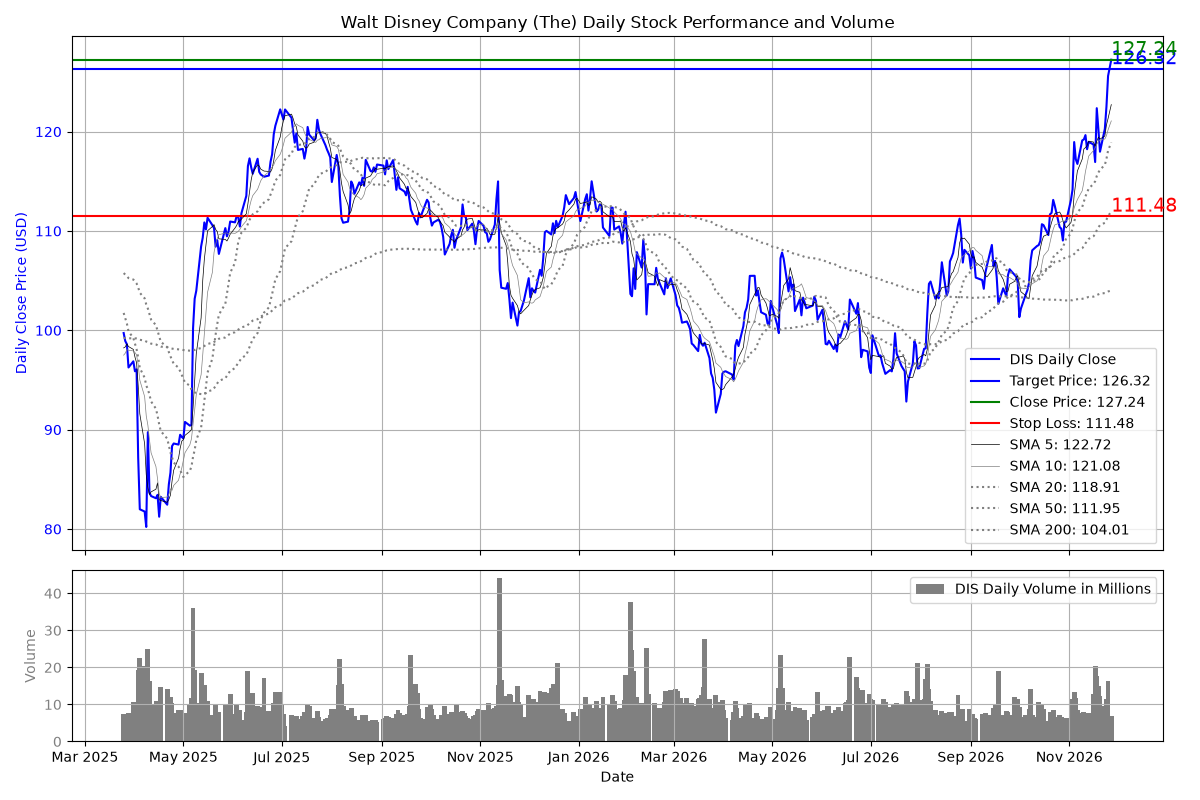 Walt Disney Company (The) Daily Stock Performance and Volume
127.24
126.32
120
111.48
110
100
90
80
Daily Close Price (USD)
DIS Daily Close
Target Price: 126.32
Close Price: 127.24
Stop Loss: 111.48
SMA 5: 122.72
SMA 10: 121.08
SMA 20: 118.91
SMA 50: 111.95
SMA 200: 104.01
DIS Daily Volume in Millions
40
30
20
10
0
Volume
Mar 2025 May 2025 Jul 2025 Sep 2025 Nov 2025 Jan 2026 Mar 2026 May 2026 Jul 2026 Sep 2026 Nov 2026
Date